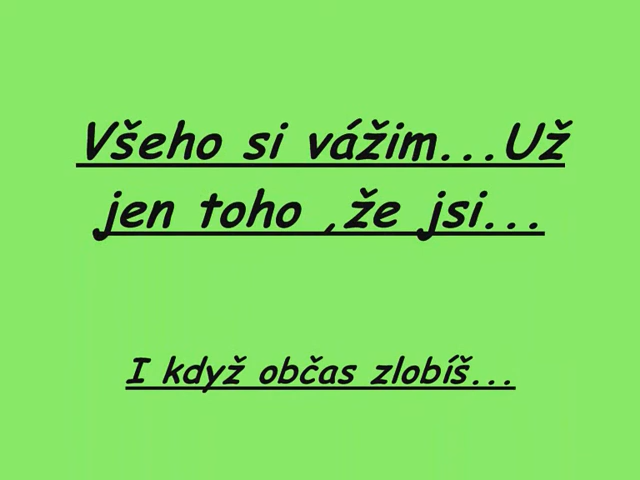 Všeho si vážim...Už
jen toho ,že jsi...
I když občas zlobíš...